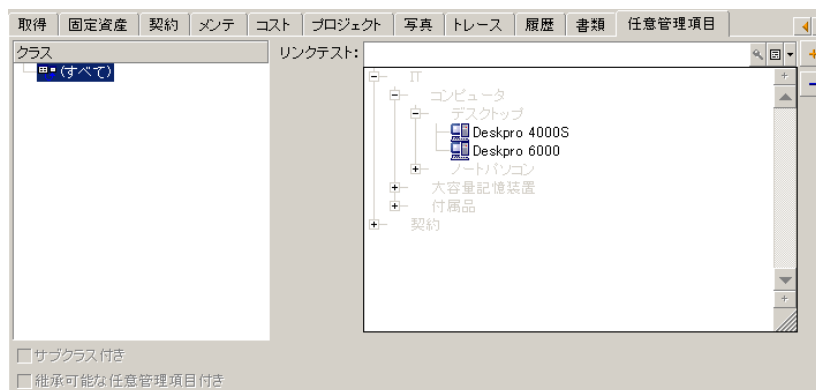 取得 固定資産 契約 メンテ コスト プロジェクト 写真 トレース 履歴 書類 任意管理項目
クラス
(すべて)
リンクテスト:
IT
コンピュータ
デスクトップ
Deskpro 4000S
Deskpro 6000
ノートパソコン
大容量記憶装置
付属品
契約
サブクラス付き
継承可能な任意管理項目付き